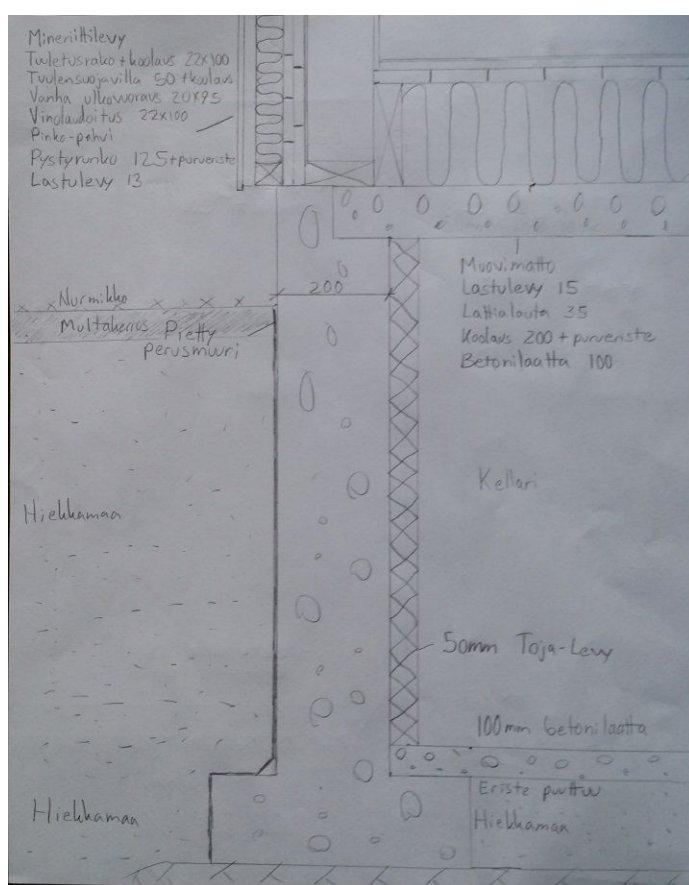 Mineriittilevy
Tuuletusrako + koolaus 22x100
Tuulensuojavilla 50 + koolaus
Vanha ulkovuoraus 20x95
Vinolaudoitus 22x100
Pinko-pahvi
Pystyrunko 125 + purueriste
Lastulevy 13
200
Nurmikko
Multakerros
Pietty
perusmuuri
Muovimatto
Lastulevy 15
Lattialauta 35
Koolaus 200 + purueriste
Betonilaatta 100
Hiekkamaa
Kellari
50mm Toja-Levy
100mm betonilaatta
Eriste puuttuu
Hiekkamaa
Hiekkamaa